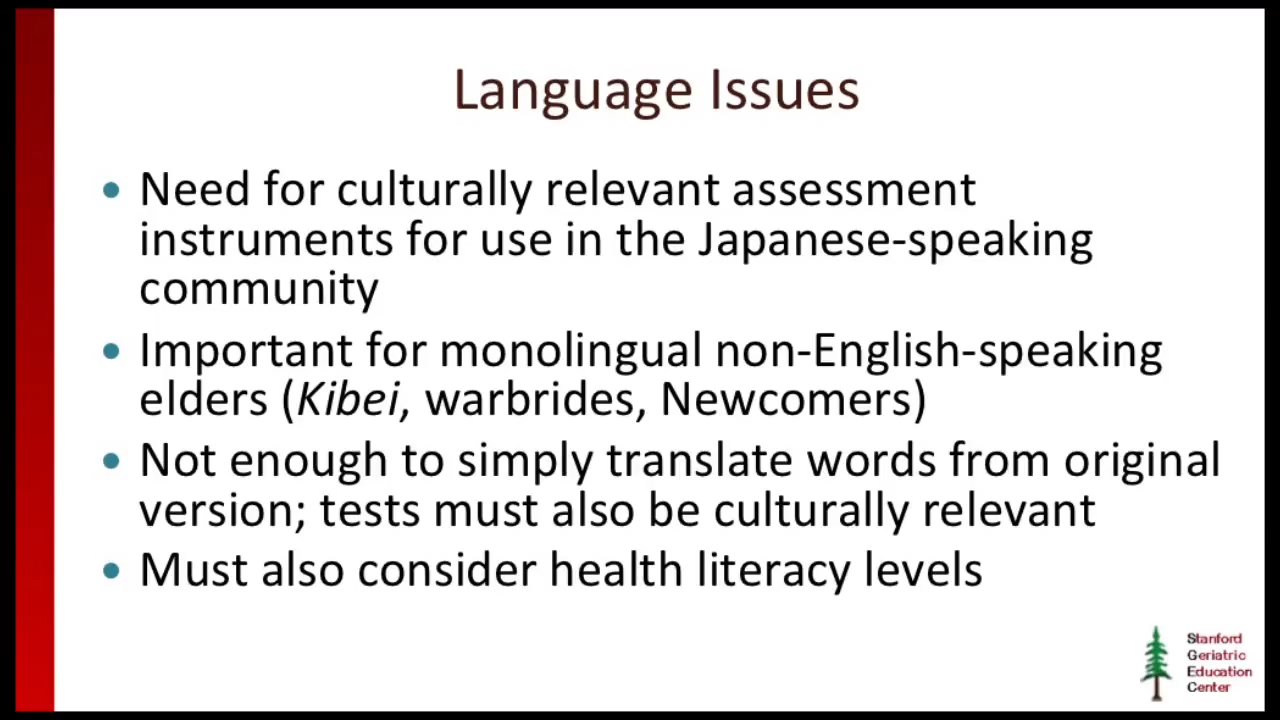 Language Issues
• Need for culturally relevant assessment
instruments for use in the Japanese-speaking
community
• Important for monolingual non-English-speaking
elders (Kibei, warbrides, Newcomers)
• Not enough to simply translate words from original
version; tests must also be culturally relevant
• Must also consider health literacy levels
Stanford
Geriatric
Education
Center